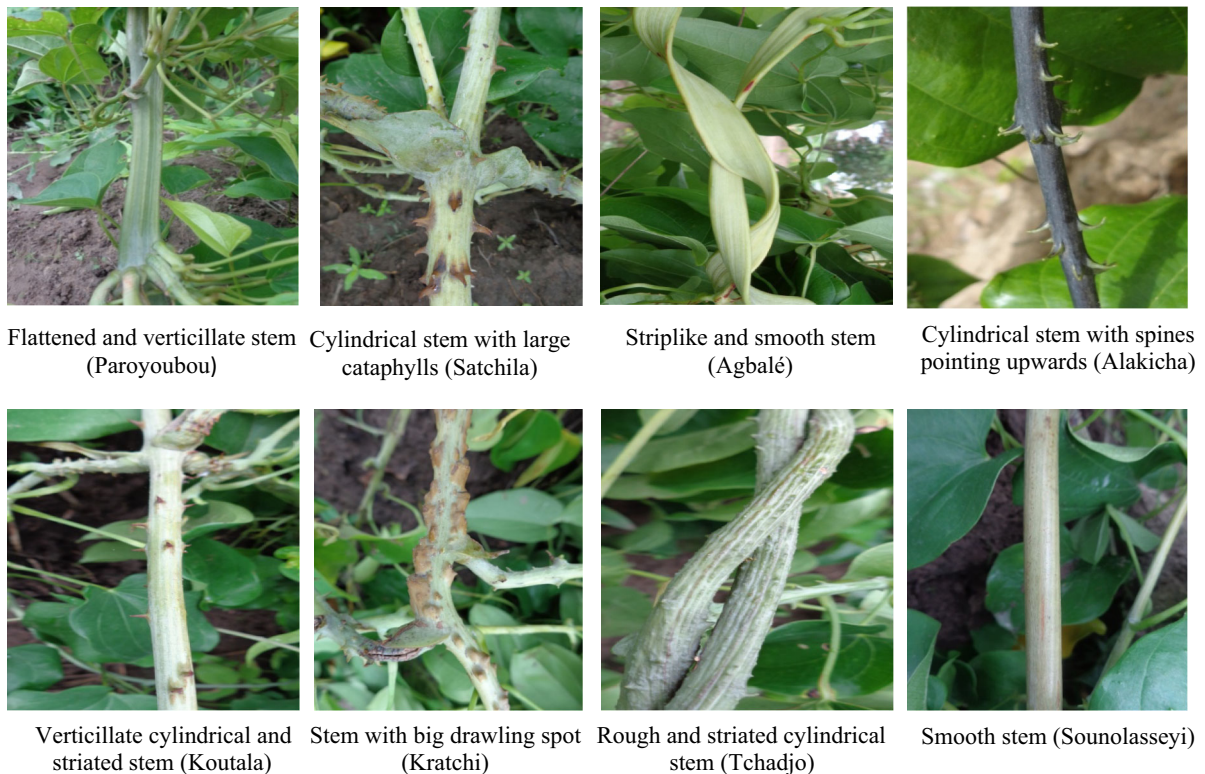 Flattened and verticillate stem
(Paroyoubou)
Cylindrical stem with large
cataphylls (Satchila)
Striplike and smooth stem
(Agbalé)
Cylindrical stem with spines
pointing upwards (Alakicha)
Verticillate cylindrical and
striated stem (Koutala)
Stem with big drawling spot
(Kratchi)
Rough and striated cylindrical
stem (Tchadjo)
Smooth stem (Sounolasseyi)